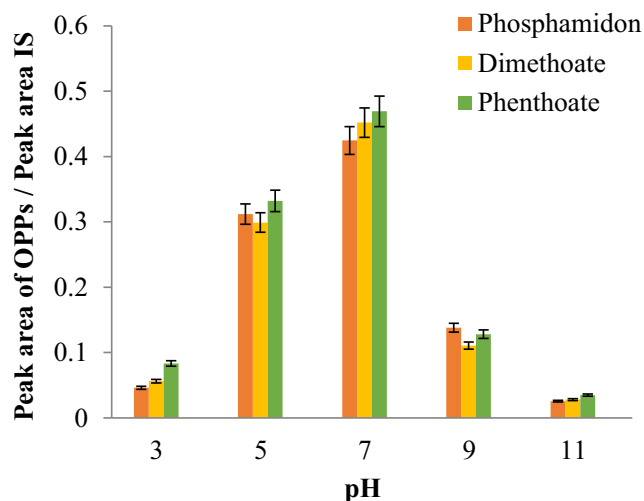 Peak area of OPPs / Peak area IS
0.6
0.5
0.4
0.3
0.2
0.1
0
Phosphamidon
Dimethoate
Phenthoate
3 5 7 9 11
pH